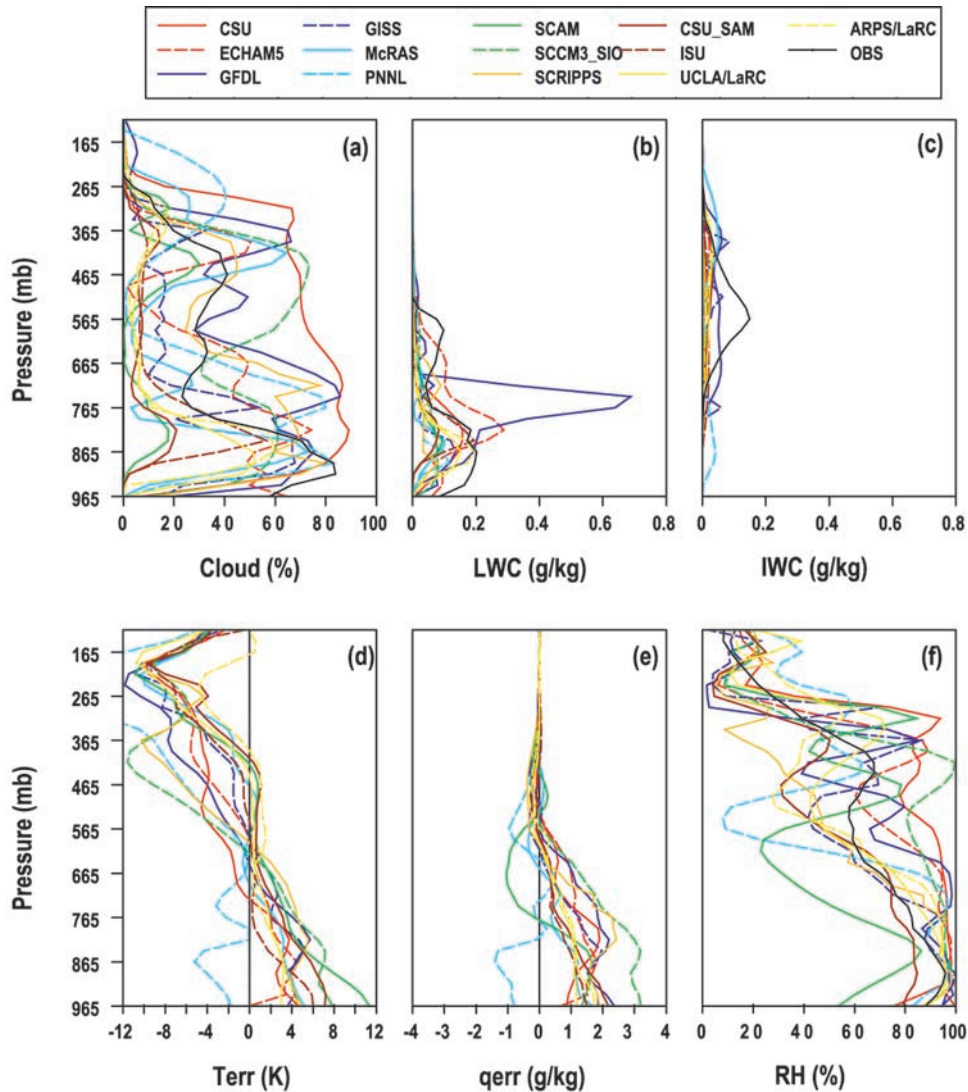 CSU GISS SCAM CSU_SAM ARPS/LaRC
ECHAM5 McRAS SCCM3_SIO ISU OBS
GFDL PNNL SCRIPPS UCLA/LaRC
(a) (b) (c)
165
265
365
465
565
665
765
865
965
Pressure (mb)
0 20 40 60 80 100 0 0.2 0.4 0.6 0.8 0 0.2 0.4 0.6 0.8
Cloud (%) LWC (g/kg) IWC (g/kg)
(d) (e) (f)
165
265
365
465
565
665
765
865
965
Pressure (mb)
-12 -8 -4 0 4 8 12 -4 -3 -2 -1 0 1 2 3 4 0 20 40 60 80 100
Terr (K) qerr (g/kg) RH (%)